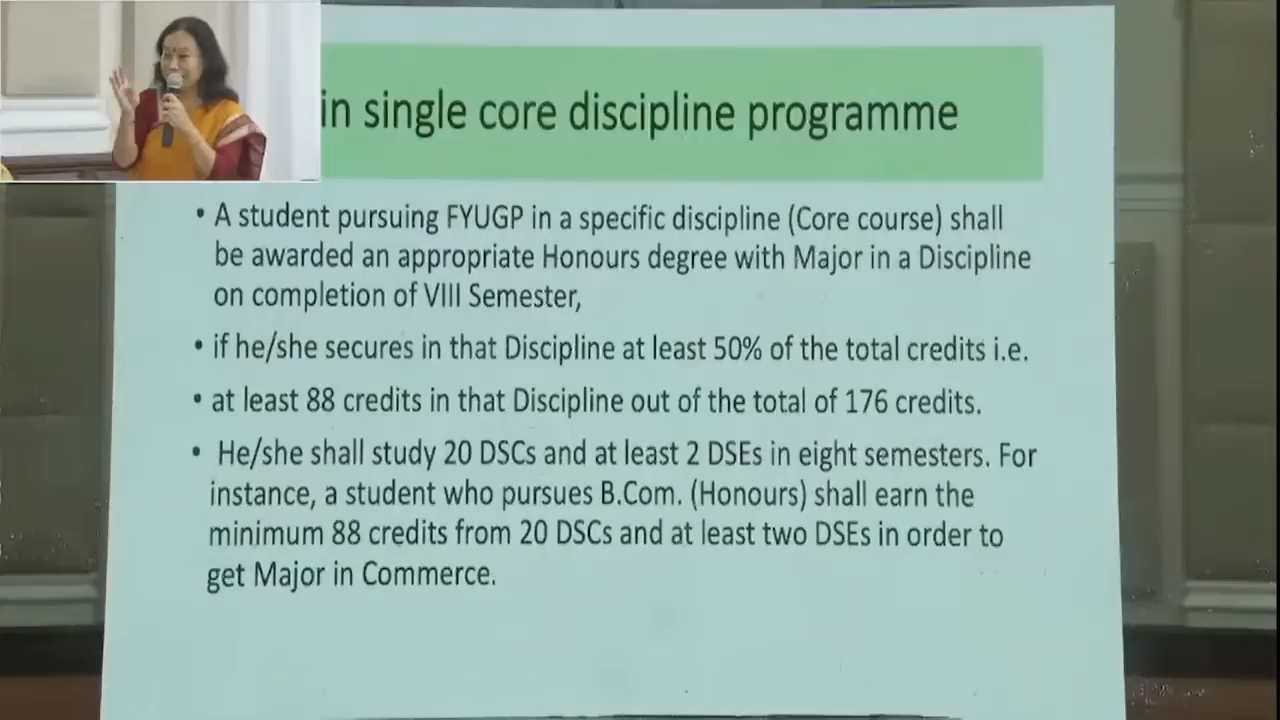 in single core discipline programme
• A student pursuing FYUGP in a specific discipline (Core course) shall
be awarded an appropriate Honours degree with Major in a Discipline
on completion of VIII Semester,
• if he/she secures in that Discipline at least 50% of the total credits i.e.
• at least 88 credits in that Discipline out of the total of 176 credits.
• He/she shall study 20 DSCs and at least 2 DSEs in eight semesters. For
instance, a student who pursues B.Com. (Honours) shall earn the
minimum 88 credits from 20 DSCs and at least two DSEs in order to
get Major in Commerce.